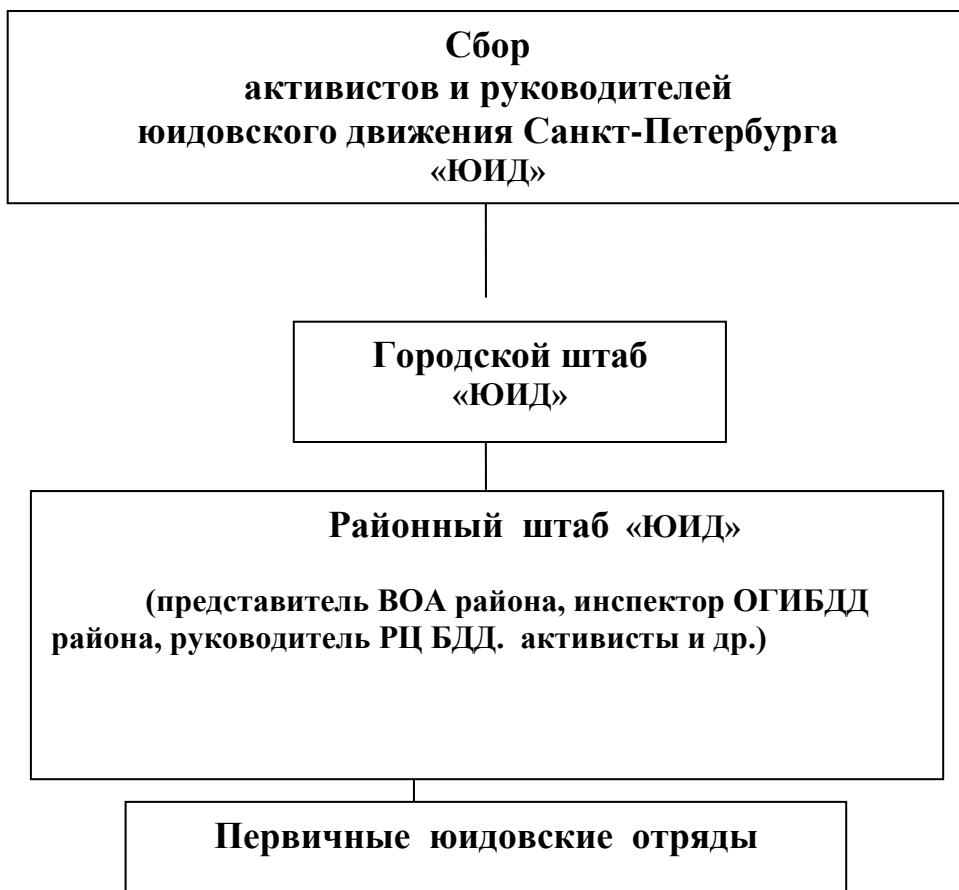 Сбор
активистов и руководителей
юидовского движения Санкт-Петербурга
«ЮИД»
Городской штаб
«ЮИД»
Районный штаб «ЮИД»
(представитель ВОА района, инспектор ОГИБДД
района, руководитель РЦ БДД. активисты и др.)
Первичные юидовские отряды